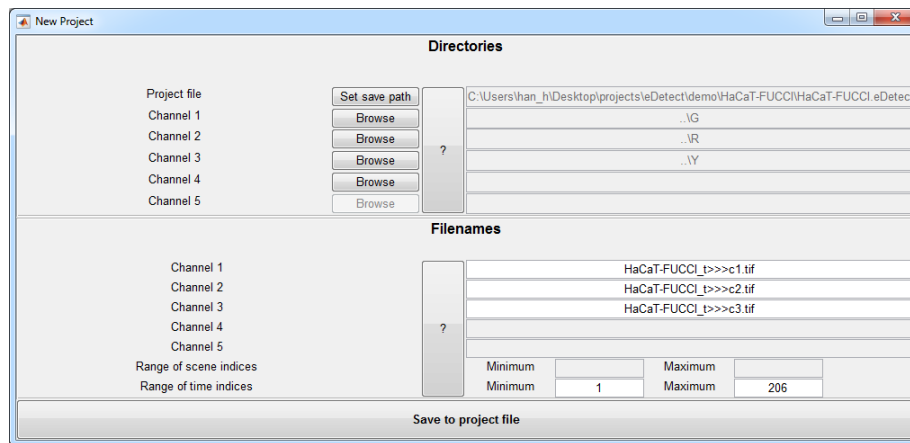 New Project
Directories
Project file Set save path C:\Users\han_h\Desktop\projects\eDetect\demo\HaCaT-FUCCI\HaCaT-FUCCI.eDetec
Channel 1 Browse ..\G
Channel 2 Browse ..\R
Channel 3 Browse ? ..\Y
Channel 4 Browse
Channel 5 Browse
Filenames
Channel 1 HaCaT-FUCCI_t>>>c1.tif
Channel 2 HaCaT-FUCCI_t>>>c2.tif
Channel 3 HaCaT-FUCCI_t>>>c3.tif
Channel 4 ?
Channel 5
Range of scene indices Minimum Maximum
Range of time indices Minimum 1 Maximum 206
Save to project file